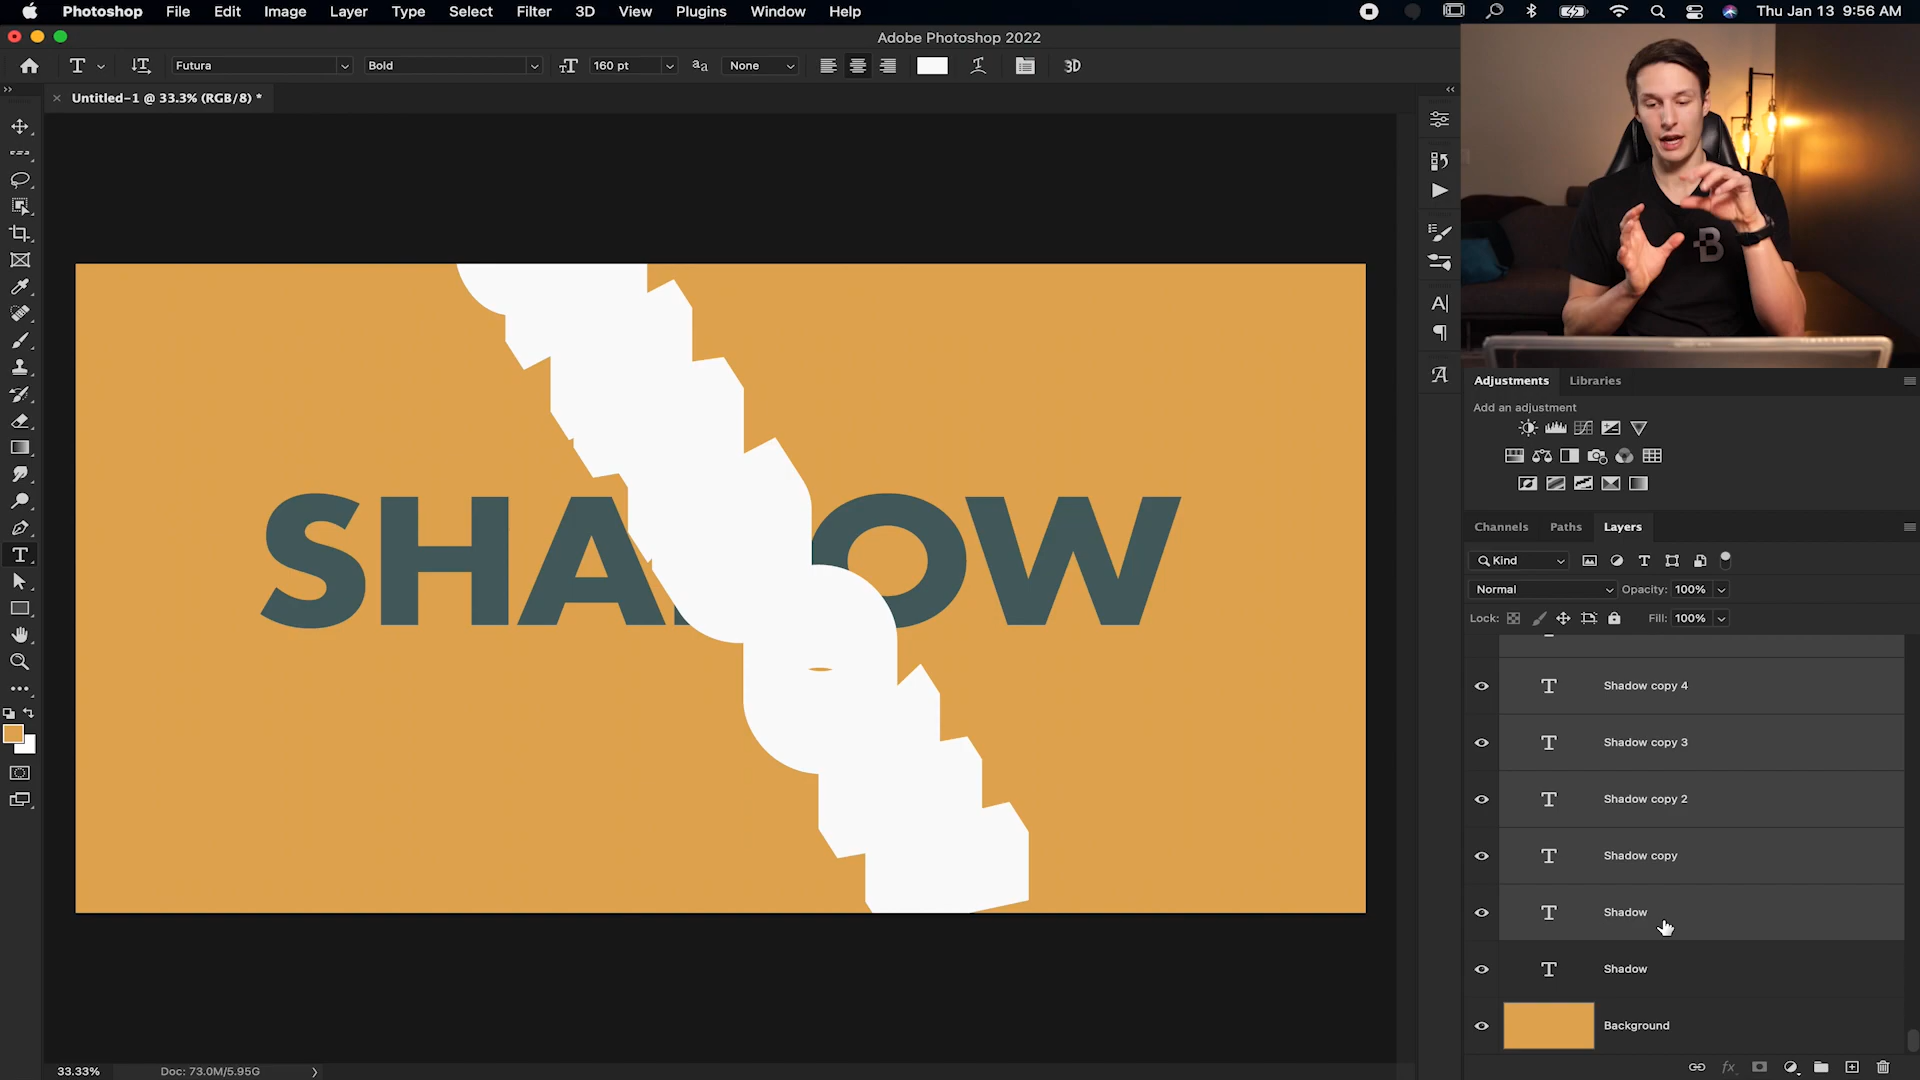 Photoshop File Edit Image Layer Type Select Filter 3D View Plugins Window Help Thu Jan 13 9:56 AM
Adobe Photoshop 2022
Futura Bold 160 pt None 3D
Untitled-1 @ 33.3% (RGB/8) *
B
Adjustments Libraries
Add an adjustment
SHADOW
Channels Paths Layers
Kind
Normal Opacity: 100%
Lock: Fill: 100%
Shadow copy 4
Shadow copy 3
Shadow copy 2
Shadow copy
Shadow
Shadow
Background
33.33% Doc: 73.0M/5.95G